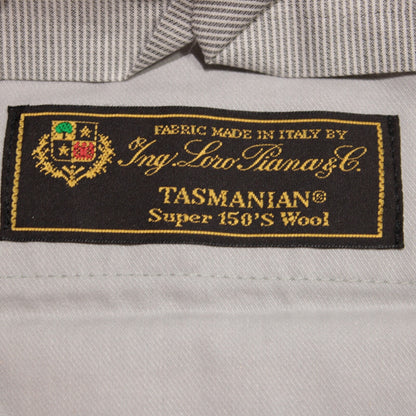 FABRIC MADE IN ITALY BY
Ing. Loro Piana & C.
TASMANIAN®
Super 150'S Wool